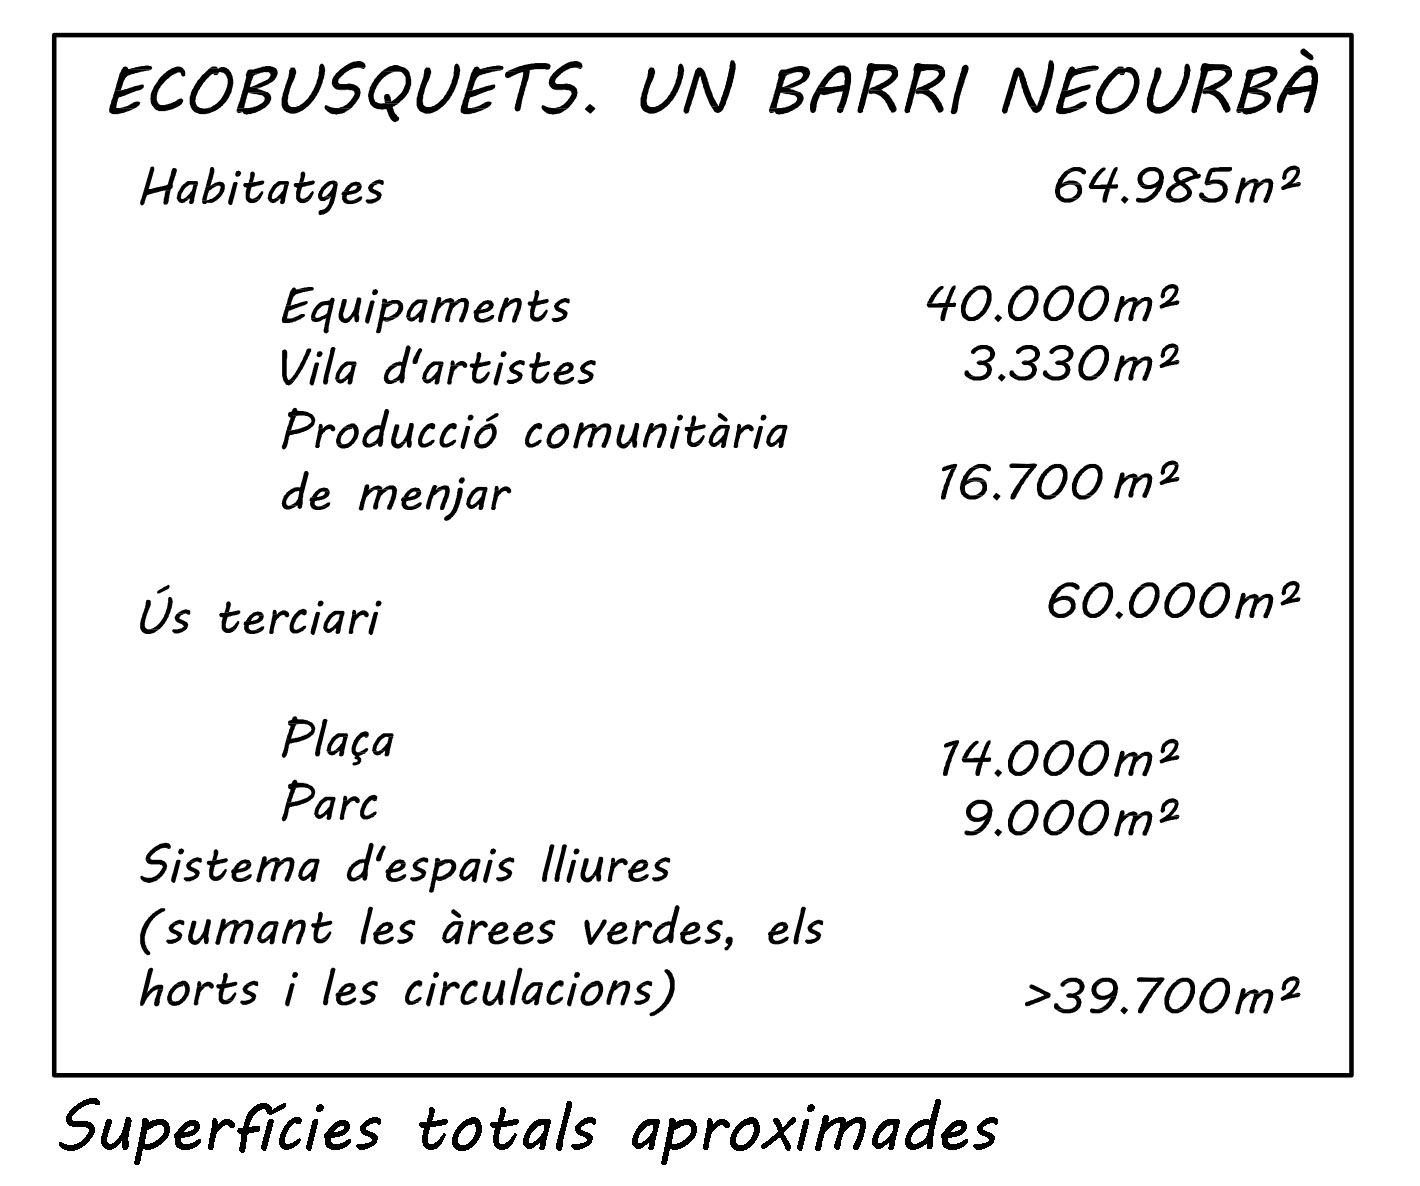 ECOBUSQUETS. UN BARRI NEOURBÀ
Habitatges 64.985m²
Equipaments 40.000m²
Vila d'artistes 3.330m²
Producció comunitària
de menjar 16.700 m²
Ús terciari 60.000m²
Plaça 14.000m²
Parc 9.000m²
Sistema d'espais lliures
(sumant les àrees verdes, els
horts i les circulacions) >39.700m²
Superfícies totals aproximades